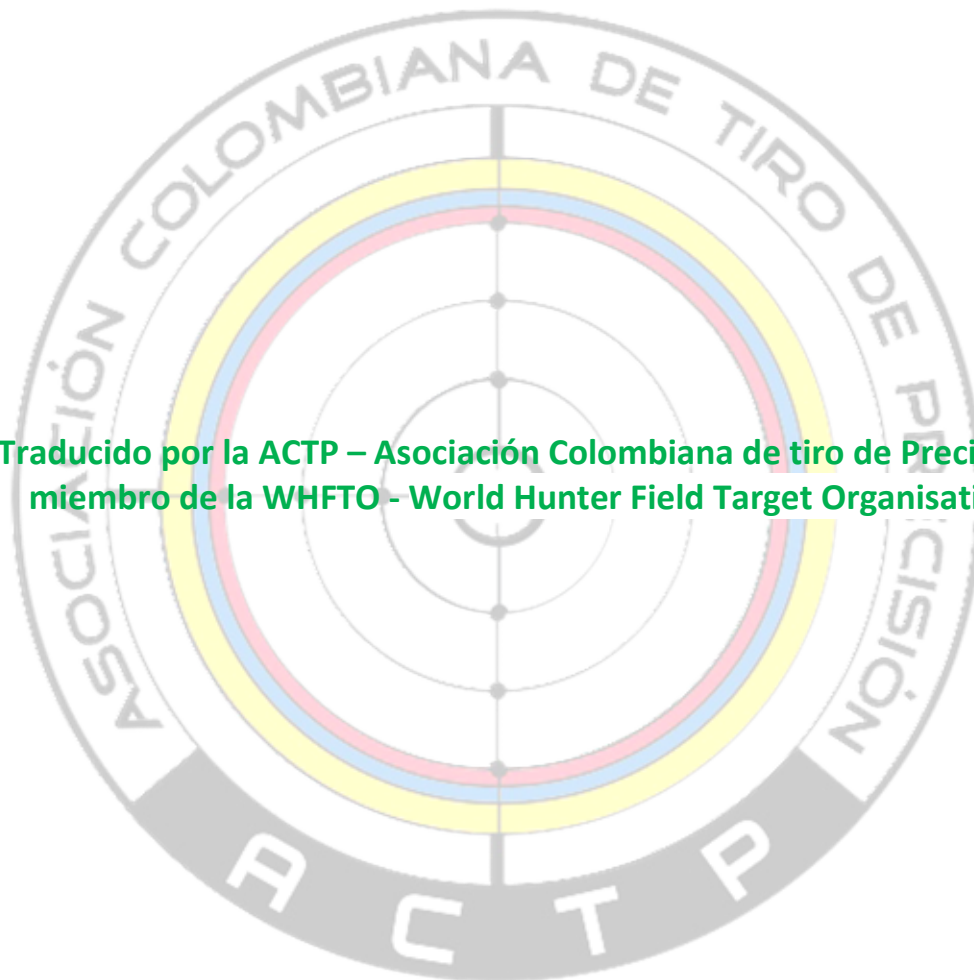 ASOCIACIÓN COLOMBIANA DE TIRO DE PRECISIÓN
Traducido por la ACTP – Asociación Colombiana de tiro de Preci
miembro de la WHFTO - World Hunter Field Target Organisati
ACTP